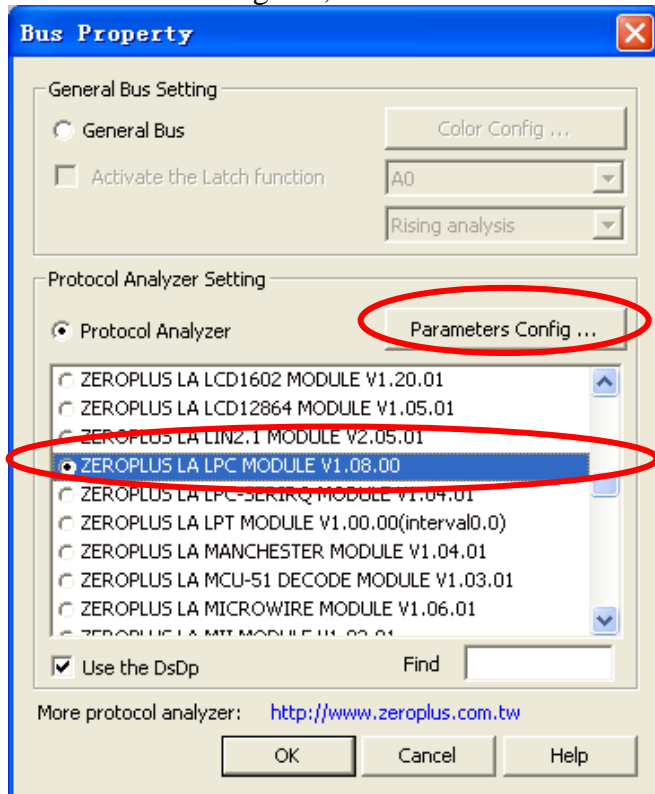 Bus Property
General Bus Setting
General Bus
Color Config ...
Activate the Latch function
A0
Rising analysis
Protocol Analyzer Setting
Protocol Analyzer
Parameters Config ...
ZEROPLUS LA LCD1602 MODULE V1.20.01
ZEROPLUS LA LCD12864 MODULE V1.05.01
ZEROPLUS LA LIN2.1 MODULE V2.05.01
ZEROPLUS LA LPC MODULE V1.08.00
ZEROPLUS LA LPC-SERIRQ MODULE V1.04.01
ZEROPLUS LA LPT MODULE V1.00.00(interval0.0)
ZEROPLUS LA MANCHESTER MODULE V1.04.01
ZEROPLUS LA MCU-51 DECODE MODULE V1.03.01
ZEROPLUS LA MICROWIRE MODULE V1.06.01
Use the DsDp
Find
More protocol analyzer: http://www.zeroplus.com.tw
OK
Cancel
Help